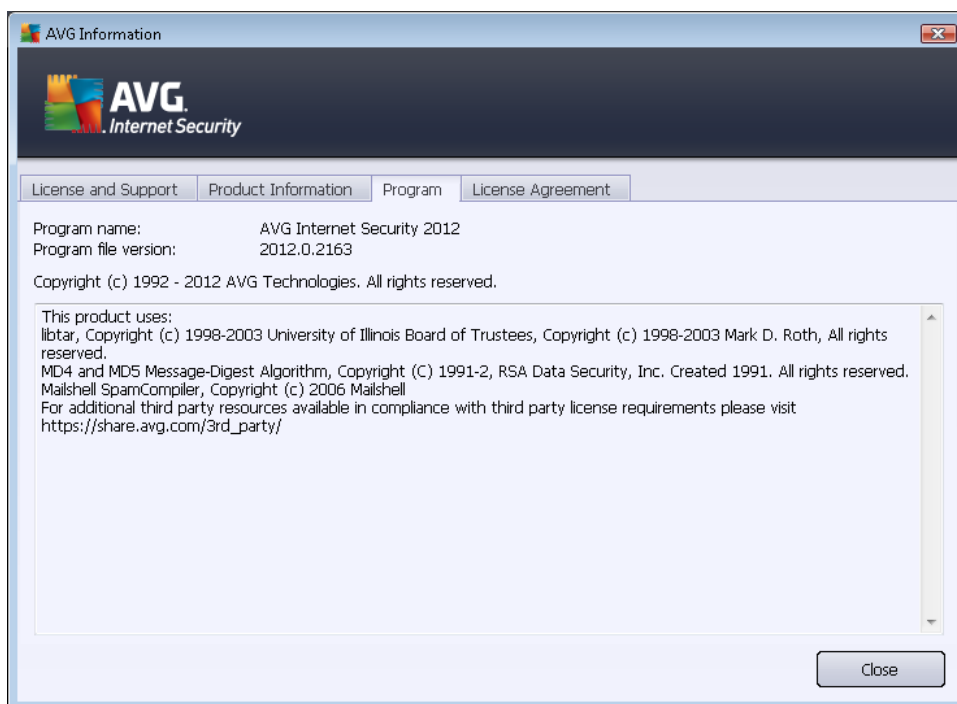 AVG Information
AVG.
Internet Security
License and Support
Product Information
Program
License Agreement
Program name: AVG Internet Security 2012
Program file version: 2012.0.2163
Copyright (c) 1992 - 2012 AVG Technologies. All rights reserved.
This product uses:
libtar, Copyright (c) 1998-2003 University of Illinois Board of Trustees, Copyright (c) 1998-2003 Mark D. Roth, All rights
reserved.
MD4 and MD5 Message-Digest Algorithm, Copyright (C) 1991-2, RSA Data Security, Inc. Created 1991. All rights reserved.
Mailshell SpamCompiler, Copyright (c) 2006 Mailshell
For additional third party resources available in compliance with third party license requirements please visit
https://share.avg.com/3rd_party/
Close